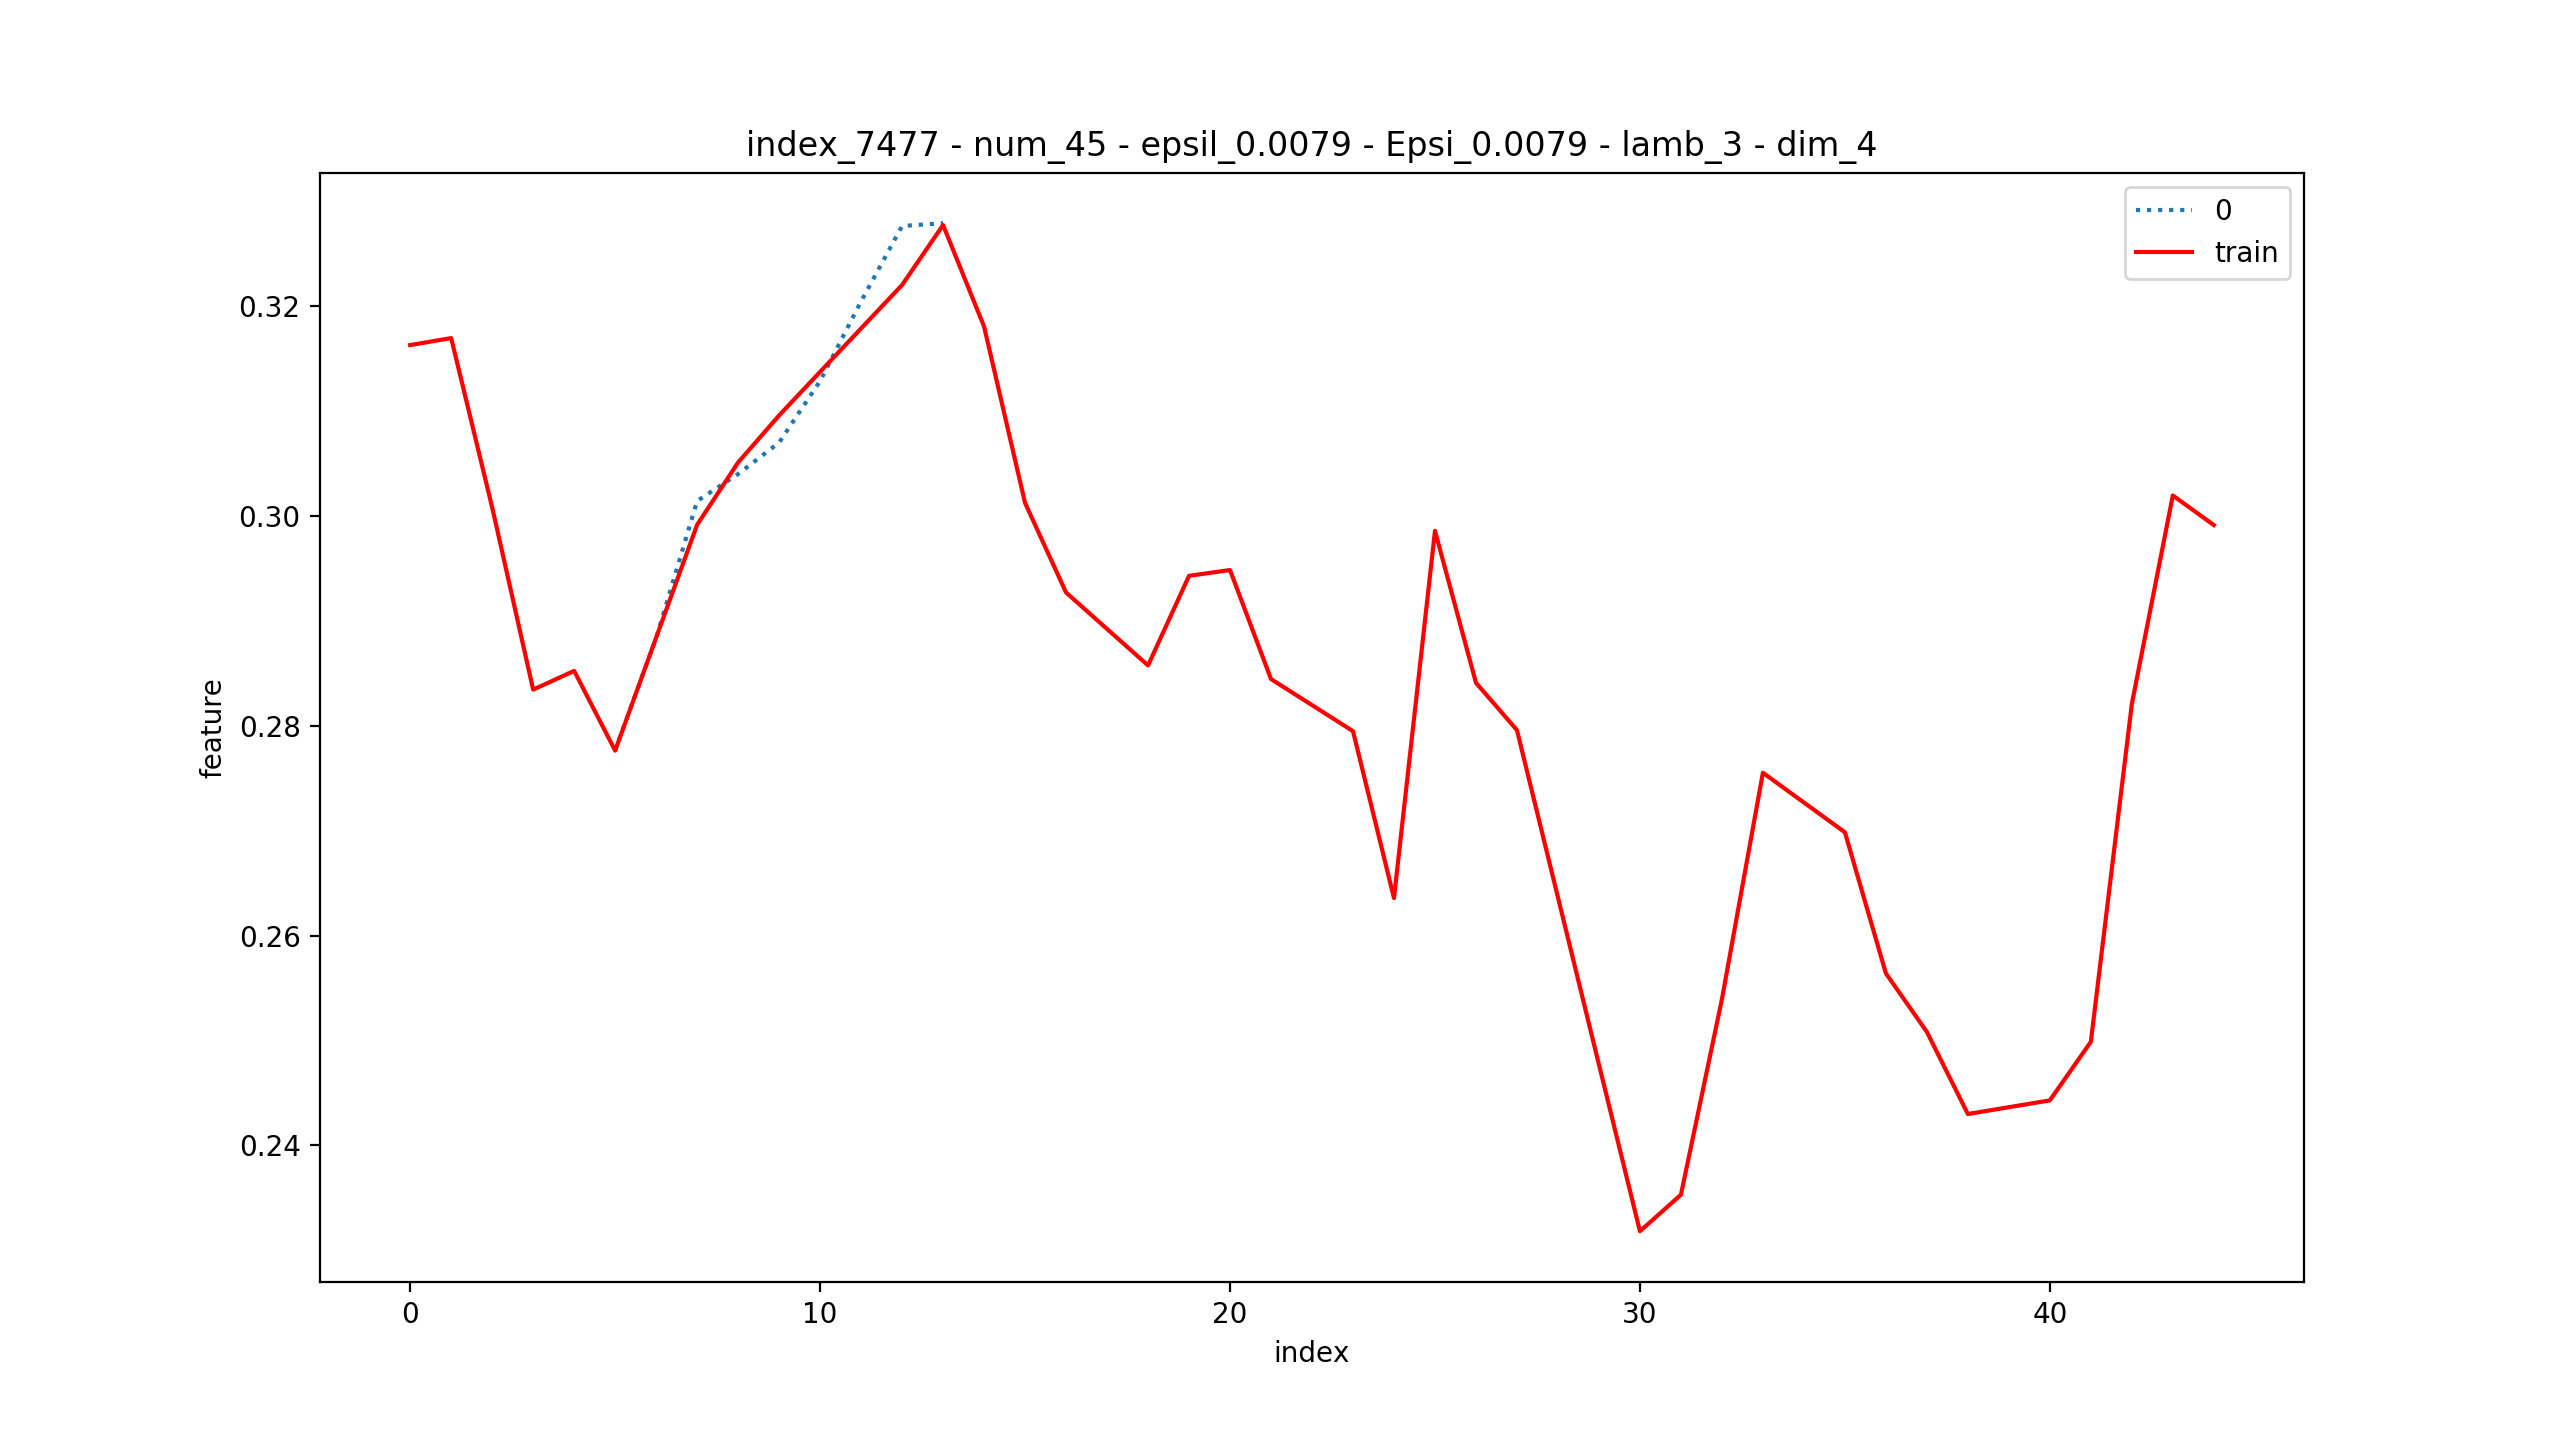 index_7477 - num_45 - epsil_0.0079 - Epsi_0.0079 - lamb_3 - dim_4
0
train
0.32
0.30
0.28
0.26
0.24
feature
0 10 20 30 40
index